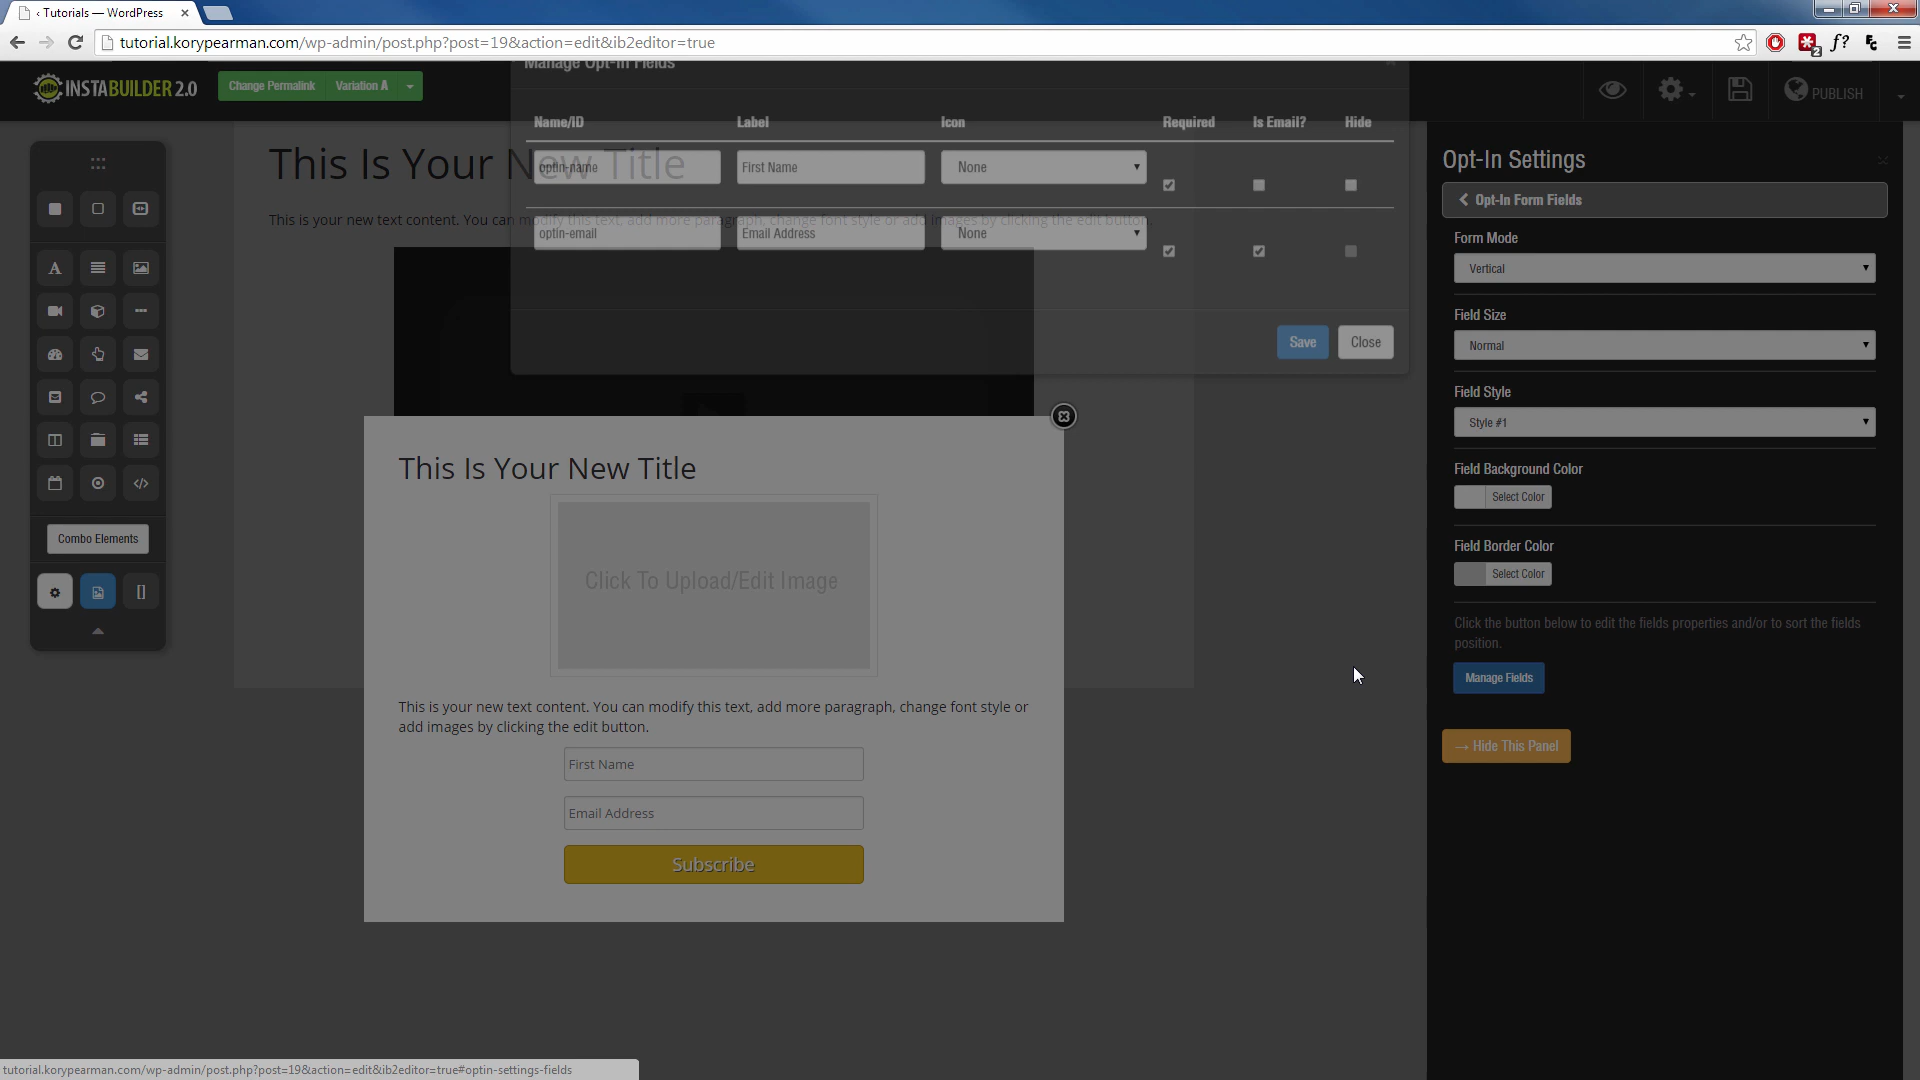 ‹ Tutorials — WordPress
tutorial.korypearman.com/wp-admin/post.php?post=19&action=edit&ib2editor=true
2
f?
INSTABUILDER 2.0
Change Permalink
Variation A
PUBLISH
Manage Opt-In Fields
Name/ID
Label
Icon
Required
Is Email?
Hide
optin-name
First Name
None
optin-email
Email Address
None
Save
Close
This Is Your New Title
This is your new text content. You can modify this text, add more paragraph, change font style or add images by clicking the edit button.
Combo Elements
This Is Your New Title
Click To Upload/Edit Image
This is your new text content. You can modify this text, add more paragraph, change font style or
add images by clicking the edit button.
First Name
Email Address
Subscribe
Opt-In Settings
Opt-In Form Fields
Form Mode
Vertical
Field Size
Normal
Field Style
Style #1
Field Background Color
Select Color
Field Border Color
Select Color
Click the button below to edit the fields properties and/or to sort the fields
position.
Manage Fields
→ Hide This Panel
tutorial.korypearman.com/wp-admin/post.php?post=19&action=edit&ib2editor=true#optin-settings-fields